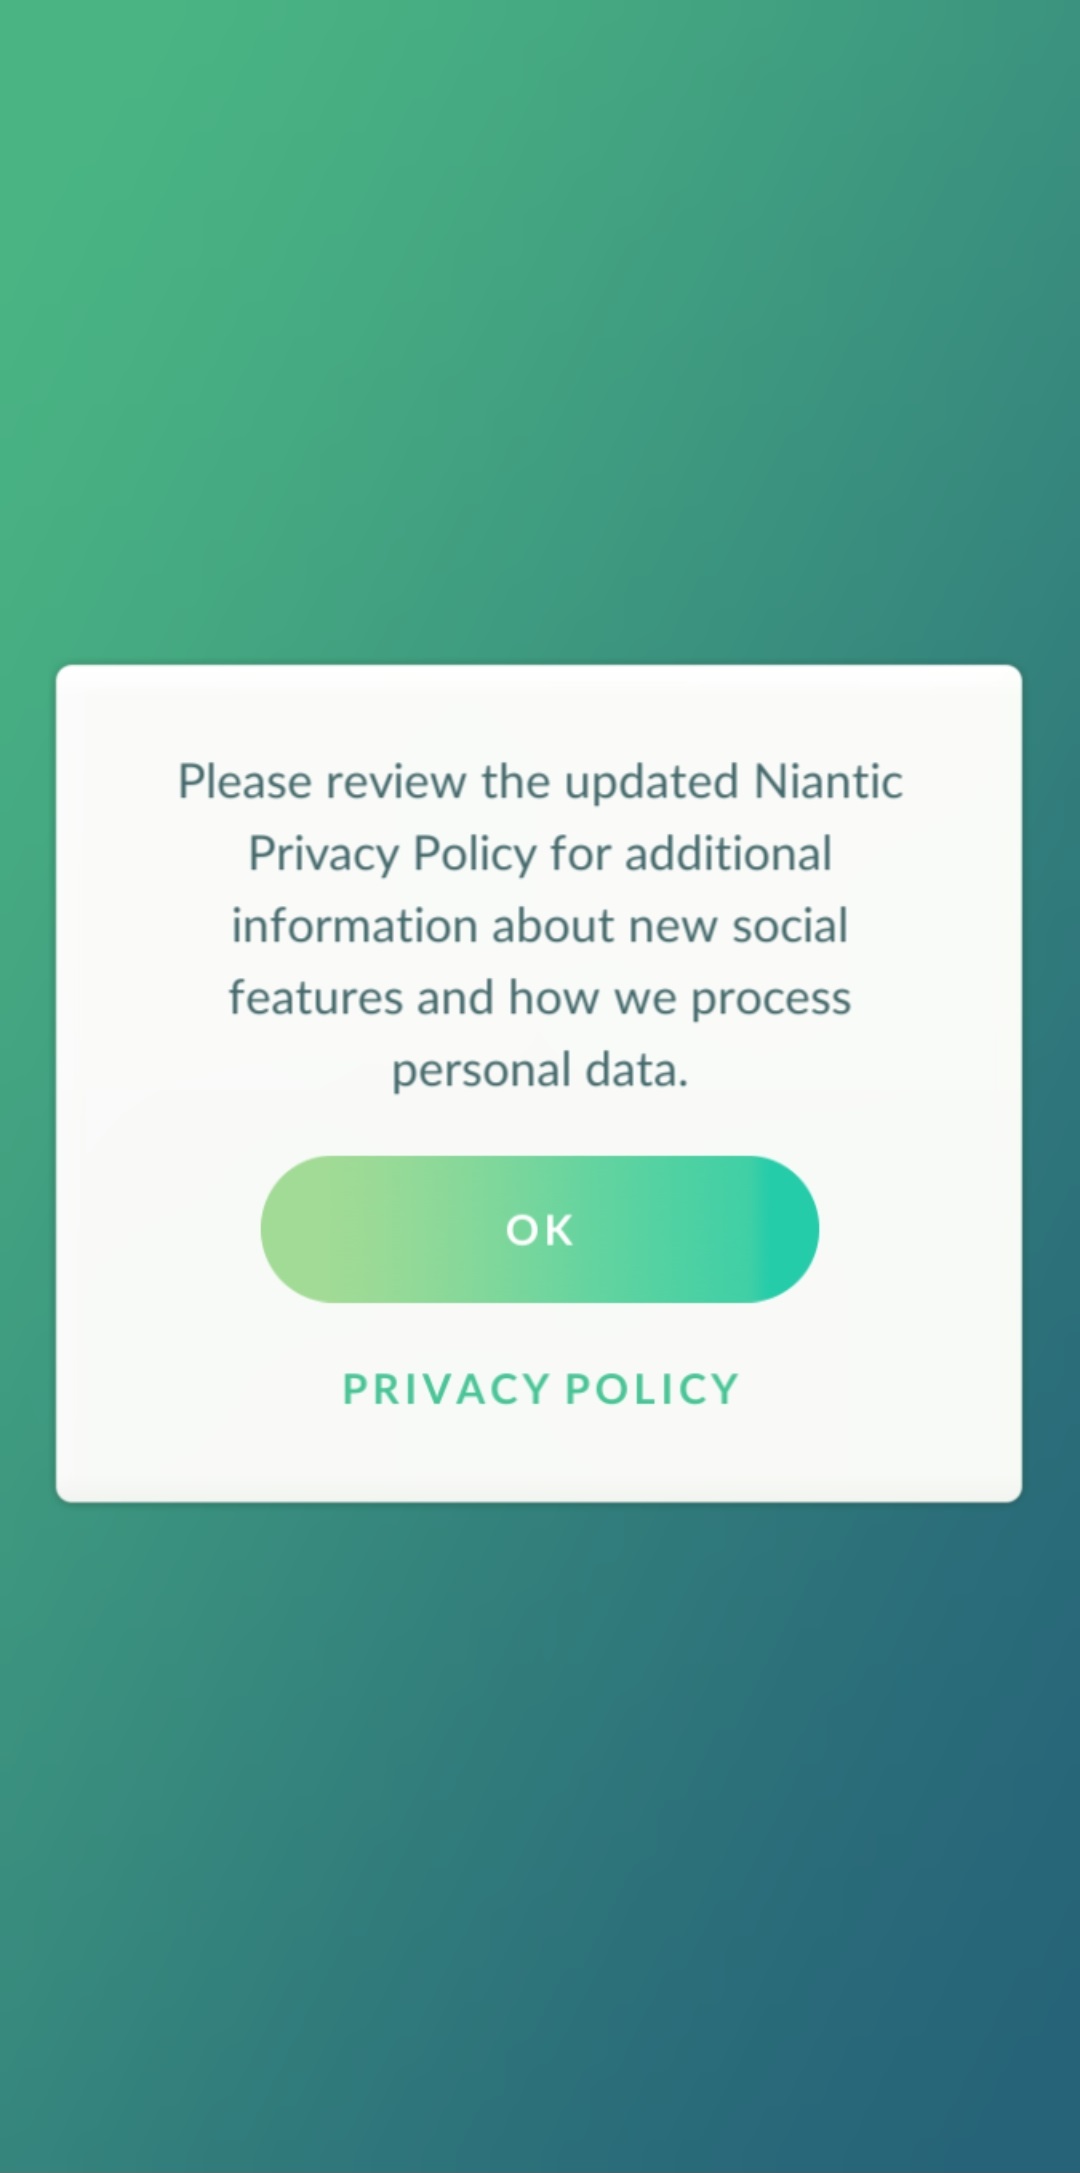 Please review the updated Niantic
Privacy Policy for additional
information about new social
features and how we process
personal data.
OK
PRIVACY POLICY